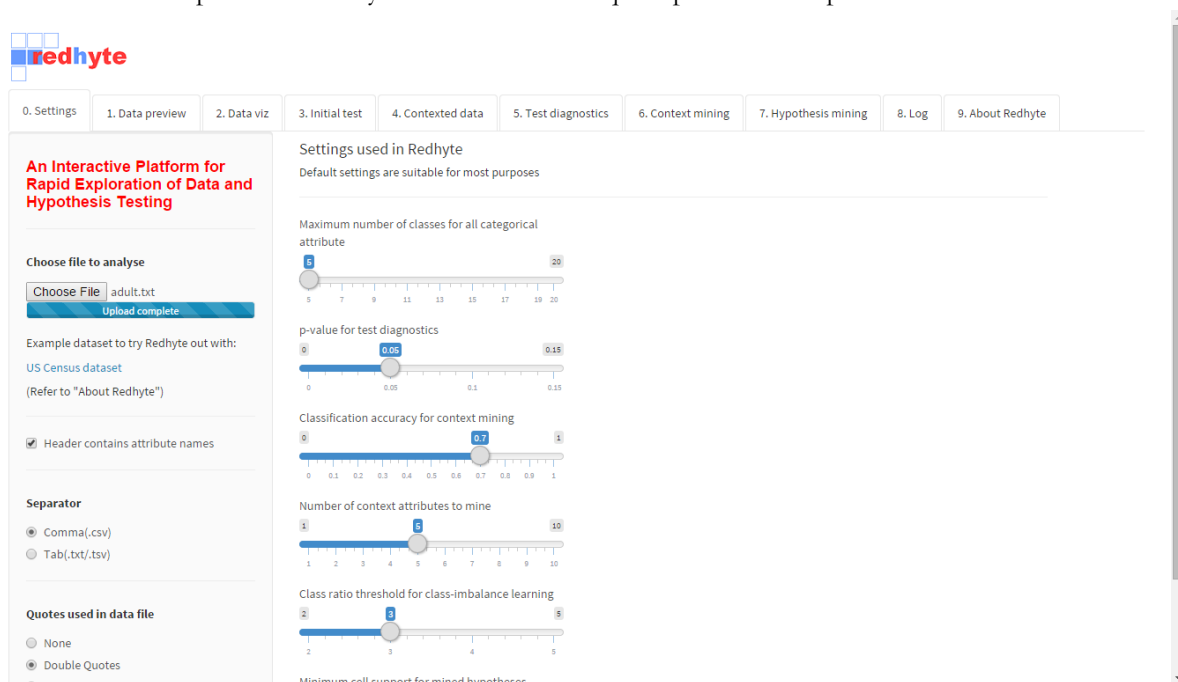 redhyte
0. Settings
1. Data preview
2. Data viz
3. Initial test
4. Contexted data
5. Test diagnostics
6. Context mining
7. Hypothesis mining
8. Log
9. About Redhyte
An Interactive Platform for
Rapid Exploration of Data and
Hypothesis Testing
Choose file to analyse
Choose File adult.txt
Upload complete
Example dataset to try Redhyte out with:
US Census dataset
(Refer to "About Redhyte")
Header contains attribute names
Separator
Comma(.csv)
Tab(.txt/.tsv)
Quotes used in data file
None
Double Quotes
Settings used in Redhyte
Default settings are suitable for most purposes
Maximum number of classes for all categorical
attribute
5 20
5 7 9 11 13 15 17 19 20
p-value for test diagnostics
0 0.05 0.15
0 0.05 0.1 0.15
Classification accuracy for context mining
0 0.7 1
0 0.1 0.2 0.3 0.4 0.5 0.6 0.7 0.8 0.9 1
Number of context attributes to mine
1 5 10
1 2 3 4 5 6 7 8 9 10
Class ratio threshold for class-imbalance learning
2 3 5
2 3 4 5
Minimum cell support for mined hypotheses